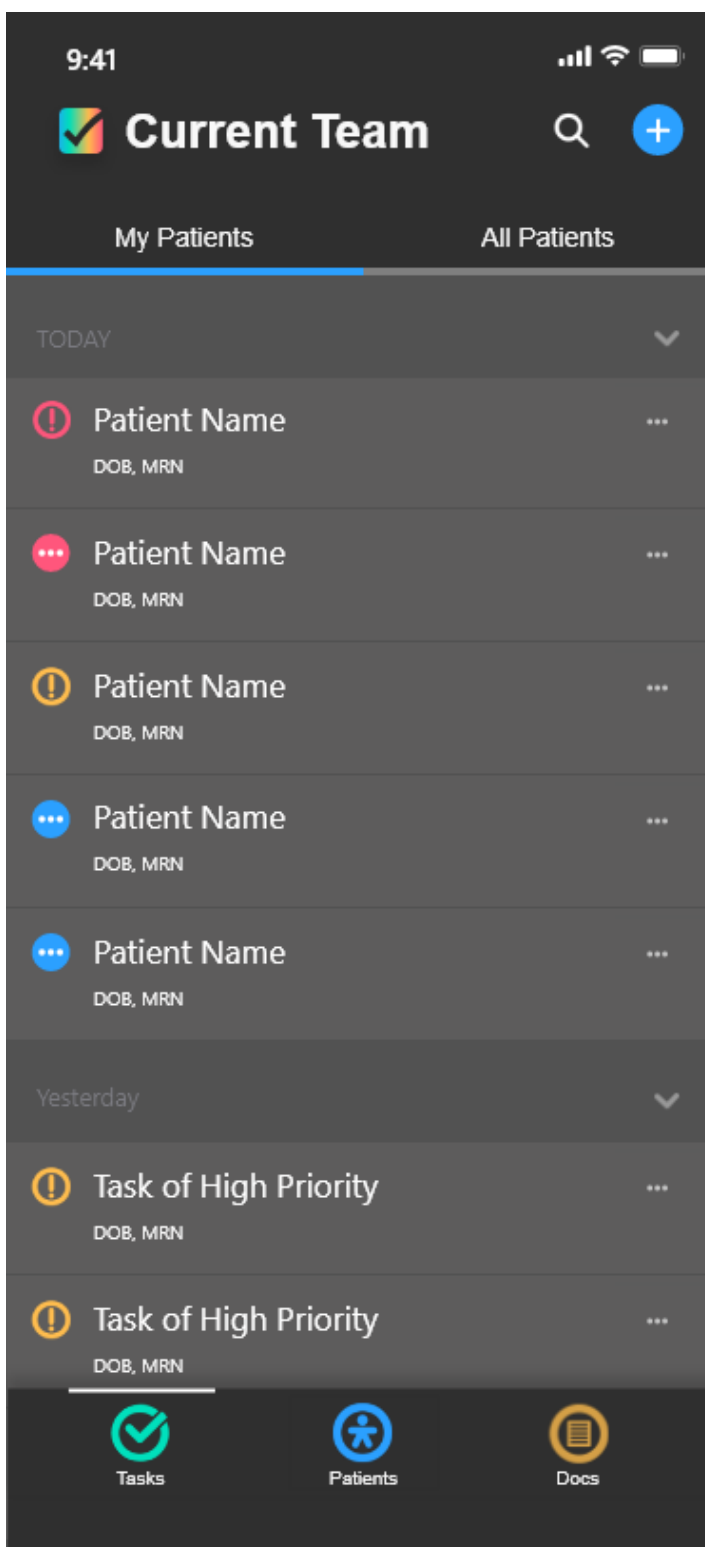 9:41
Current Team
My Patients
All Patients
TODAY
Patient Name
DOB, MRN
Patient Name
DOB, MRN
Patient Name
DOB, MRN
Patient Name
DOB, MRN
Patient Name
DOB, MRN
Yesterday
Task of High Priority
DOB, MRN
Task of High Priority
DOB, MRN
Tasks
Patients
Docs